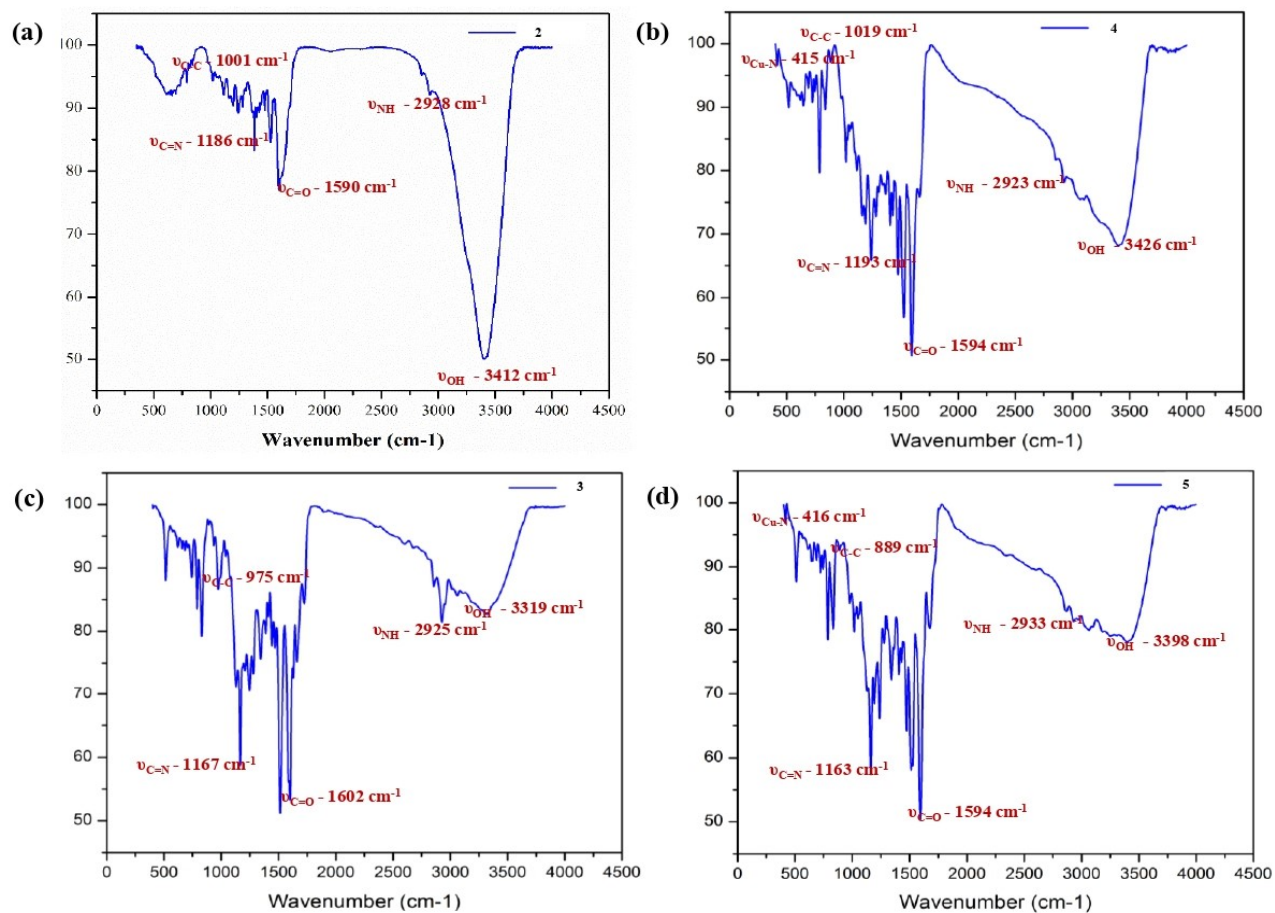 (a)
2
100
90
80
70
60
50
υC-C - 1001 cm-1
υNH - 2928 cm-1
υC=N - 1186 cm-1
υC=O - 1590 cm-1
υOH - 3412 cm-1
0 500 1000 1500 2000 2500 3000 3500 4000 4500
Wavenumber (cm-1)
(b)
4
υC-C - 1019 cm-1
100
90
80
70
60
50
υCu-N - 415 cm-1
υNH - 2923 cm-1
υOH - 3426 cm-1
υC=N - 1193 cm-1
υC=O - 1594 cm-1
0 500 1000 1500 2000 2500 3000 3500 4000 4500
Wavenumber (cm-1)
(c)
3
100
90
80
70
60
50
υC-C - 975 cm-1
υOH - 3319 cm-1
υNH - 2925 cm-1
υC=N - 1167 cm-1
υC=O - 1602 cm-1
0 500 1000 1500 2000 2500 3000 3500 4000 4500
Wavenumber (cm-1)
(d)
5
100
90
80
70
60
50
υCu-N - 416 cm-1
υC-C - 889 cm-1
υNH - 2933 cm-1
υOH - 3398 cm-1
υC=N - 1163 cm-1
υC=O - 1594 cm-1
0 500 1000 1500 2000 2500 3000 3500 4000 4500
Wavenumber (cm-1)